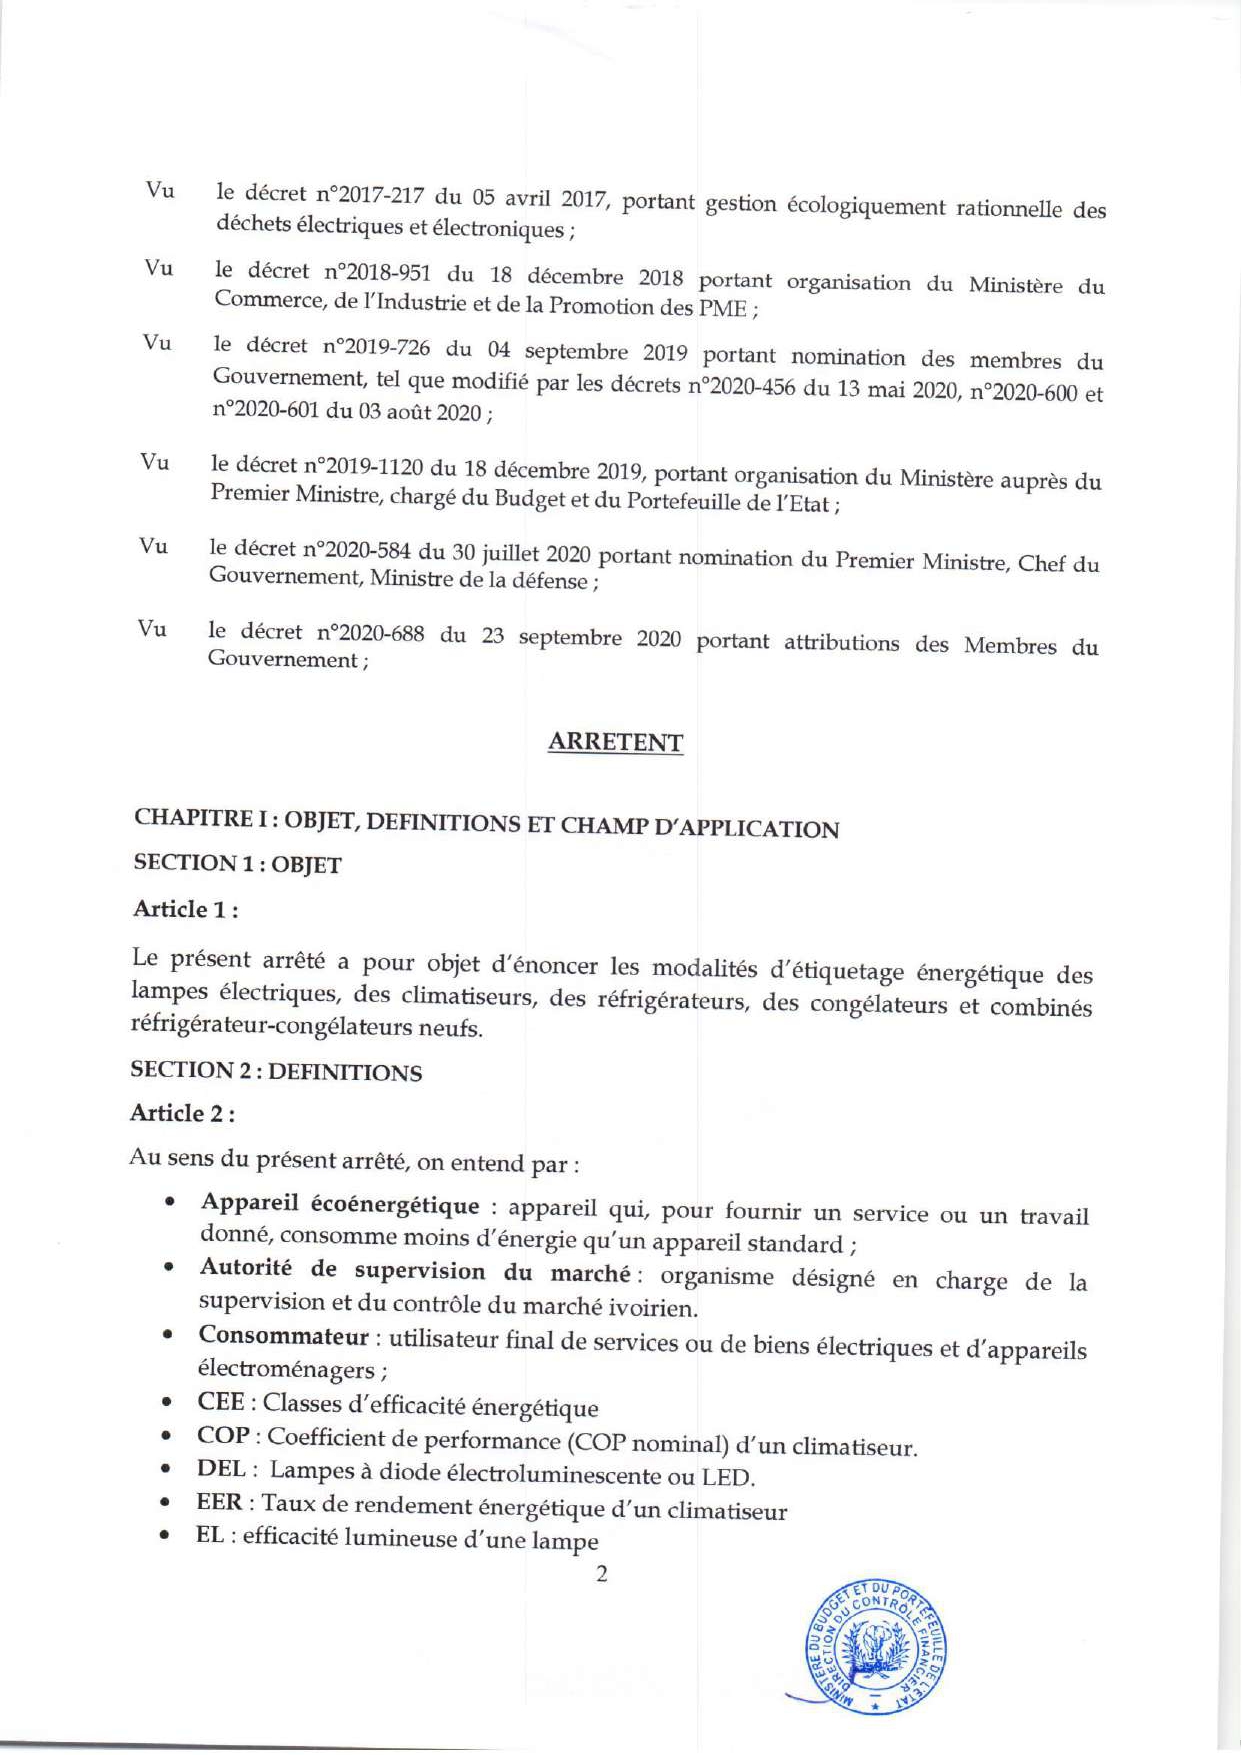 Vu le décret n°2017-217 du 05 avril 2017, portant gestion écologiquement rationnelle des
déchets électriques et électroniques ;
Vu le décret n°2018-951 du 18 décembre 2018 portant organisation du Ministère du
Commerce, de l'Industrie et de la Promotion des PME ;
Vu le décret n°2019-726 du 04 septembre 2019 portant nomination des membres du
Gouvernement, tel que modifié par les décrets n°2020-456 du 13 mai 2020, n°2020-600 et
n°2020-601 du 03 août 2020 ;
Vu le décret n°2019-1120 du 18 décembre 2019, portant organisation du Ministère auprès du
Premier Ministre, chargé du Budget et du Portefeuille de l'Etat ;
Vu le décret n°2020-584 du 30 juillet 2020 portant nomination du Premier Ministre, Chef du
Gouvernement, Ministre de la défense ;
Vu le décret n°2020-688 du 23 septembre 2020 portant attributions des Membres du
Gouvernement ;
ARRETENT
CHAPITRE I : OBJET, DEFINITIONS ET CHAMP D'APPLICATION
SECTION 1 : OBJET
Article 1 :
Le présent arrêté a pour objet d'énoncer les modalités d'étiquetage énergétique des
lampes électriques, des climatiseurs, des réfrigérateurs, des congélateurs et combinés
réfrigérateur-congélateurs neufs.
SECTION 2 : DEFINITIONS
Article 2 :
Au sens du présent arrêté, on entend par :
• Appareil écoénergétique : appareil qui, pour fournir un service ou un travail
donné, consomme moins d'énergie qu'un appareil standard ;
• Autorité de supervision du marché : organisme désigné en charge de la
supervision et du contrôle du marché ivoirien.
• Consommateur : utilisateur final de services ou de biens électriques et d'appareils
électroménagers ;
• CEE : Classes d'efficacité énergétique
• COP : Coefficient de performance (COP nominal) d'un climatiseur.
• DEL : Lampes à diode électroluminescente ou LED.
• EER : Taux de rendement énergétique d'un climatiseur
• EL : efficacité lumineuse d'une lampe
2
MINISTÈRE DU BUDGET ET DU PORTEFEUILLE DE L'ETAT
DIRECTION DU CONTRÔLE FINANCIER